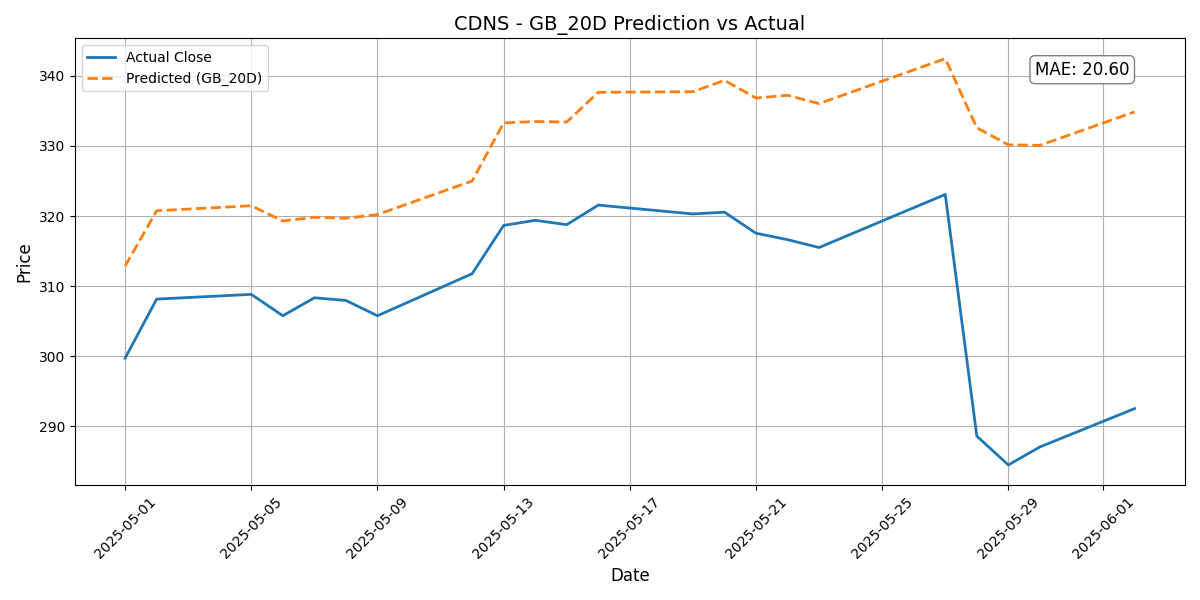 CDNS - GB_20D Prediction vs Actual
Actual Close
Predicted (GB_20D)
MAE: 20.60
Price
340
330
320
310
300
290
2025-05-01
2025-05-05
2025-05-09
2025-05-13
2025-05-17
2025-05-21
2025-05-25
2025-05-29
2025-06-01
Date